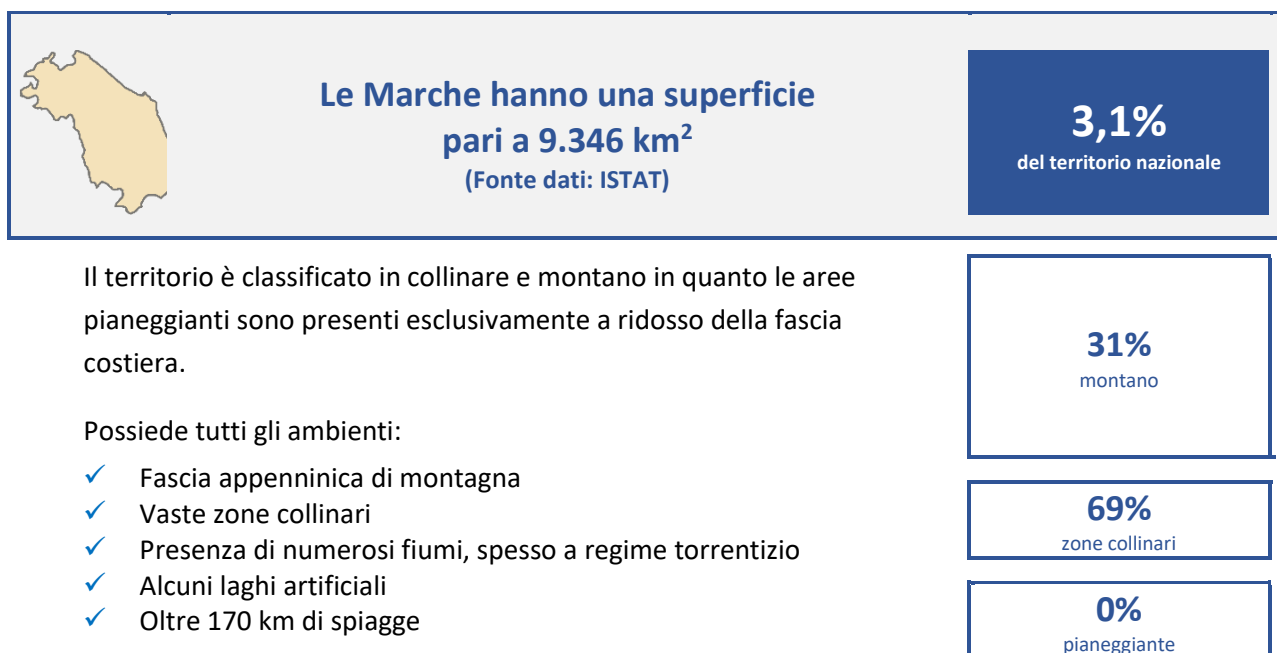 Le Marche hanno una superficie
pari a 9.346 km²
(Fonte dati: ISTAT)
3,1%
del territorio nazionale
Il territorio è classificato in collinare e montano in quanto le aree
pianeggianti sono presenti esclusivamente a ridosso della fascia
costiera.
Possiede tutti gli ambienti:
✓ Fascia appenninica di montagna
✓ Vaste zone collinari
✓ Presenza di numerosi fiumi, spesso a regime torrentizio
✓ Alcuni laghi artificiali
✓ Oltre 170 km di spiagge
31%
montano
69%
zone collinari
0%
pianeggiante